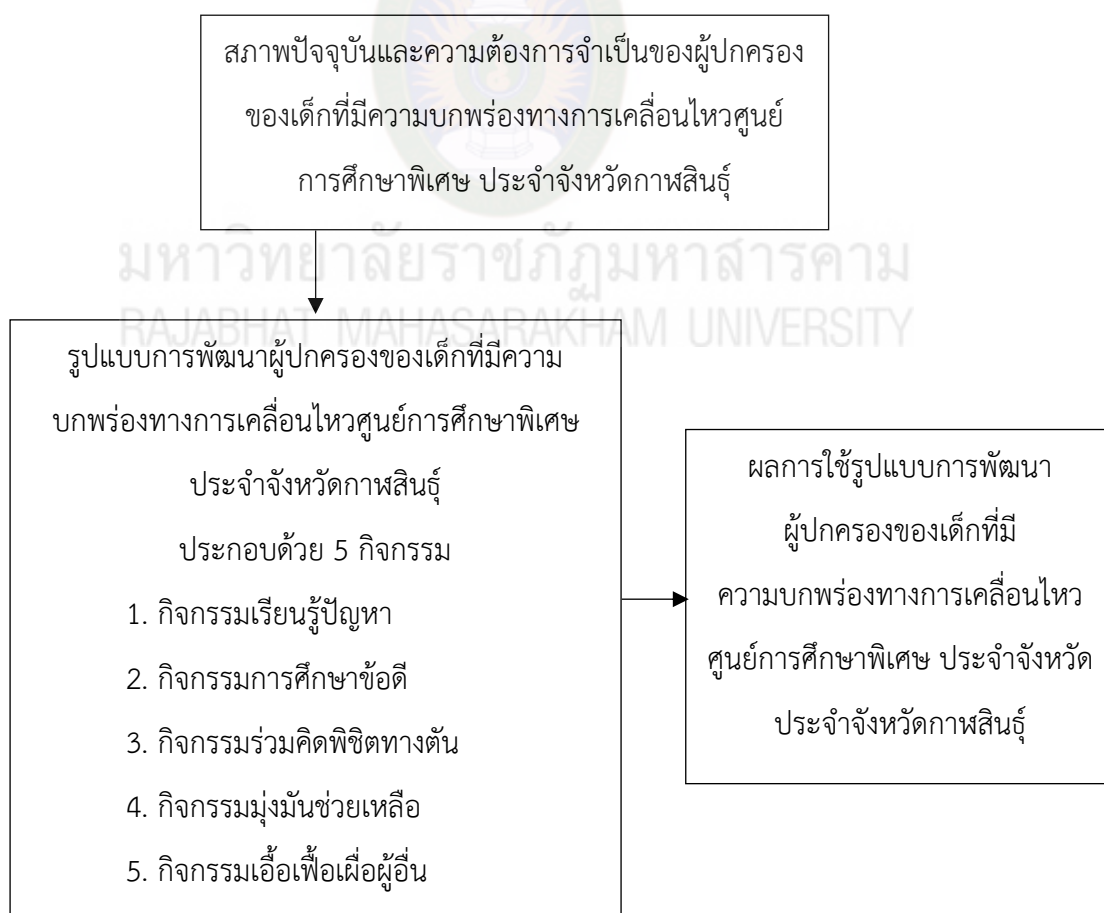 สภาพปัจจุบันและความต้องการจำเป็นของผู้ปกครอง
ของเด็กที่มีความบกพร่องทางการเคลื่อนไหวศูนย์
การศึกษาพิเศษ ประจำจังหวัดกาฬสินธุ์
มหาวิทยาลัยราชภัฏมหาสารคาม
RAJABHAT MAHASARAKHAM UNIVERSITY
รูปแบบการพัฒนาผู้ปกครองของเด็กที่มีความ
บกพร่องทางการเคลื่อนไหวศูนย์การศึกษาพิเศษ
ประจำจังหวัดกาฬสินธุ์
ประกอบด้วย 5 กิจกรรม
1. กิจกรรมเรียนรู้ปัญหา
2. กิจกรรมการศึกษาข้อดี
3. กิจกรรมร่วมคิดพิชิตทางตัน
4. กิจกรรมมุ่งมันช่วยเหลือ
5. กิจกรรมเอื้อเฟื้อเผื่อผู้อื่น
ผลการใช้รูปแบบการพัฒนา
ผู้ปกครองของเด็กที่มี
ความบกพร่องทางการเคลื่อนไหว
ศูนย์การศึกษาพิเศษ ประจำจังหวัด
ประจำจังหวัดกาฬสินธุ์